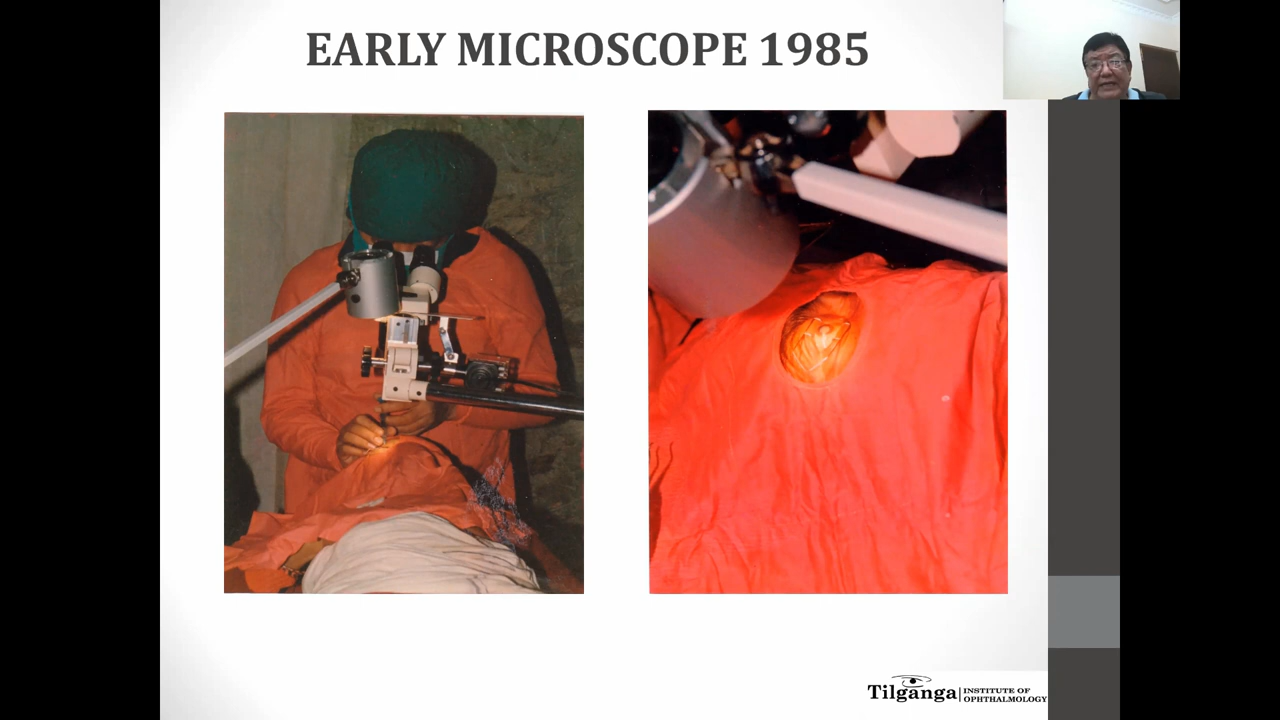 EARLY MICROSCOPE 1985
Tilganga
INSTITUTE OF
OPHTHALMOLOGY